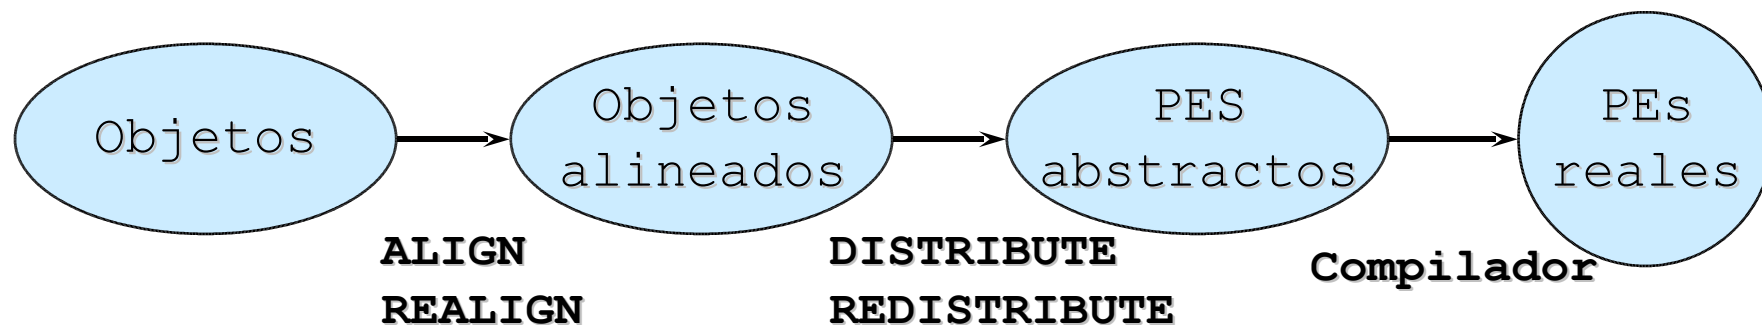 Objetos
Objetos
alineados
PES
abstractos
PEs
reales
ALIGN
REALIGN
DISTRIBUTE
REDISTRIBUTE
Compilador